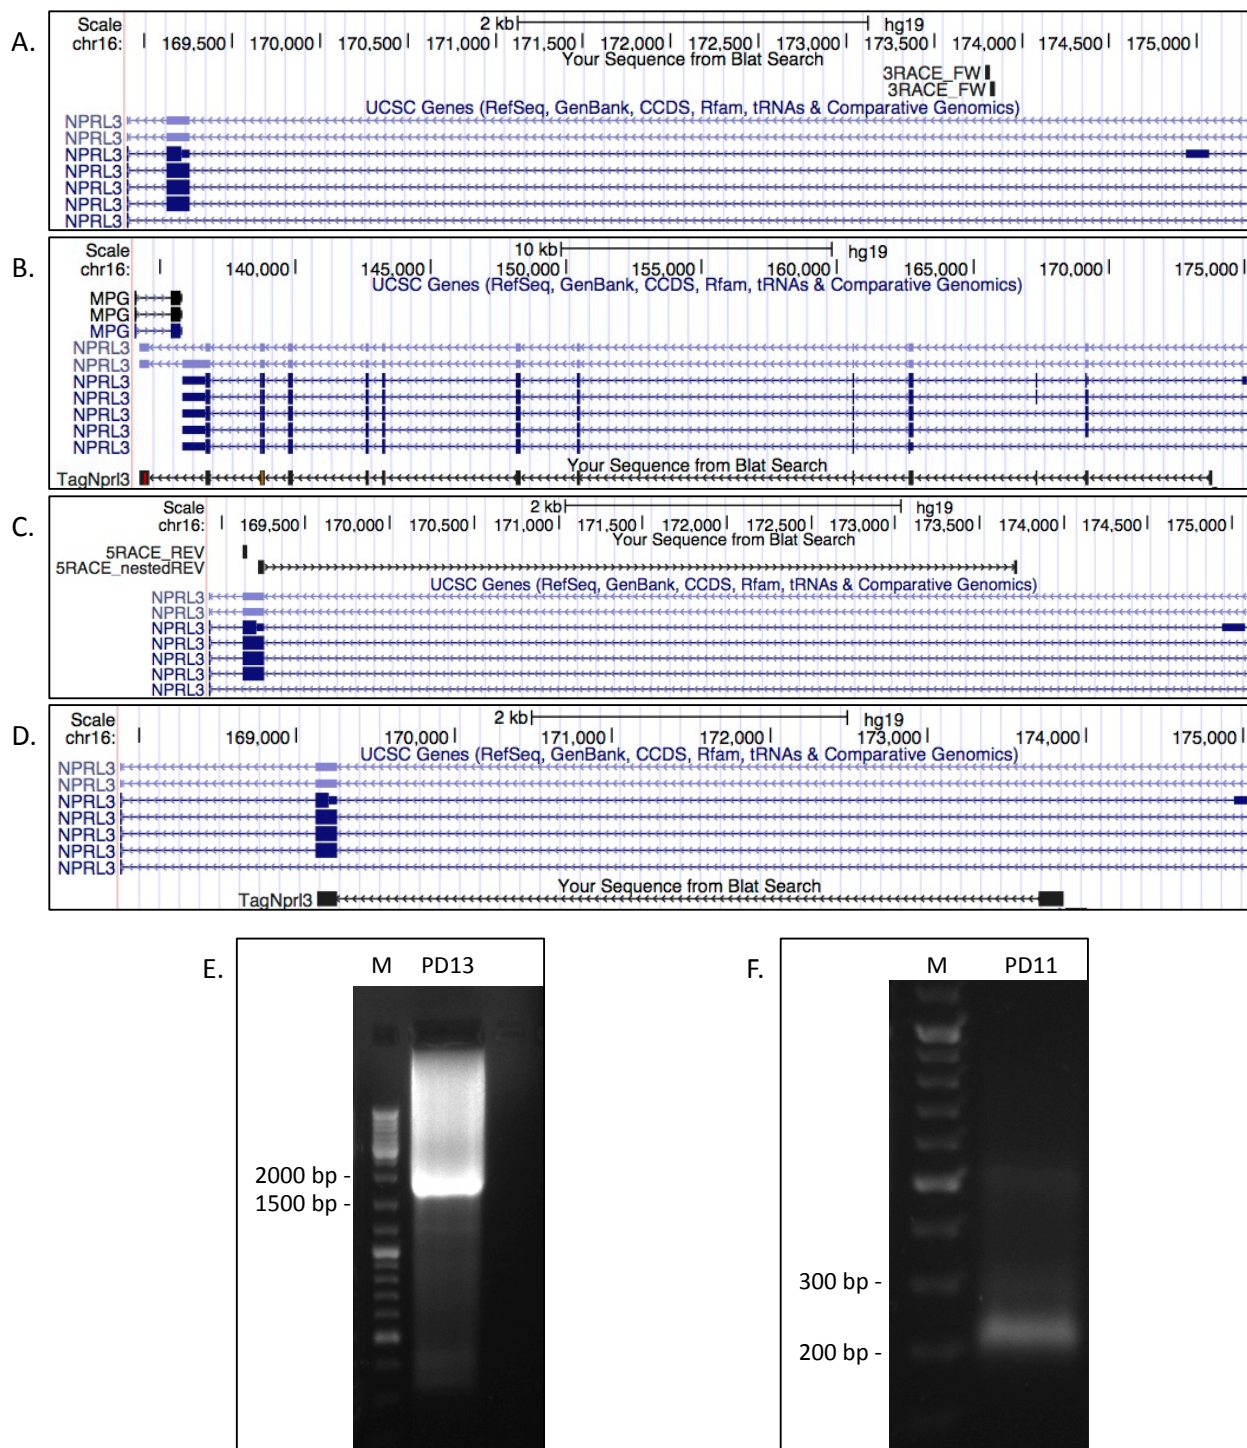 A.
Scale 2 kb hg19
chr16: 169,500 170,000 170,500 171,000 171,500 172,000 172,500 173,000 173,500 174,000 174,500 175,000
Your Sequence from Blat Search
3RACE_FW
3RACE_FW
UCSC Genes (RefSeq, GenBank, CCDS, Rfam, tRNAs & Comparative Genomics)
NPRL3
NPRL3
NPRL3
NPRL3
NPRL3
NPRL3
NPRL3
B.
Scale 10 kb hg19
chr16: 140,000 145,000 150,000 155,000 160,000 165,000 170,000 175,000
UCSC Genes (RefSeq, GenBank, CCDS, Rfam, tRNAs & Comparative Genomics)
MPG
MPG
MPG
NPRL3
NPRL3
NPRL3
NPRL3
NPRL3
NPRL3
NPRL3
Your Sequence from Blat Search
TagNprl3
C.
Scale 2 kb hg19
chr16: 169,500 170,000 170,500 171,000 171,500 172,000 172,500 173,000 173,500 174,000 174,500 175,000
Your Sequence from Blat Search
5RACE_REV
5RACE_nestedREV
UCSC Genes (RefSeq, GenBank, CCDS, Rfam, tRNAs & Comparative Genomics)
NPRL3
NPRL3
NPRL3
NPRL3
NPRL3
NPRL3
NPRL3
D.
Scale 2 kb hg19
chr16: 169,000 170,000 171,000 172,000 173,000 174,000 175,000
UCSC Genes (RefSeq, GenBank, CCDS, Rfam, tRNAs & Comparative Genomics)
NPRL3
NPRL3
NPRL3
NPRL3
NPRL3
NPRL3
NPRL3
Your Sequence from Blat Search
TagNprl3
E.
M PD13
2000 bp -
1500 bp -
F.
M PD11
300 bp -
200 bp -